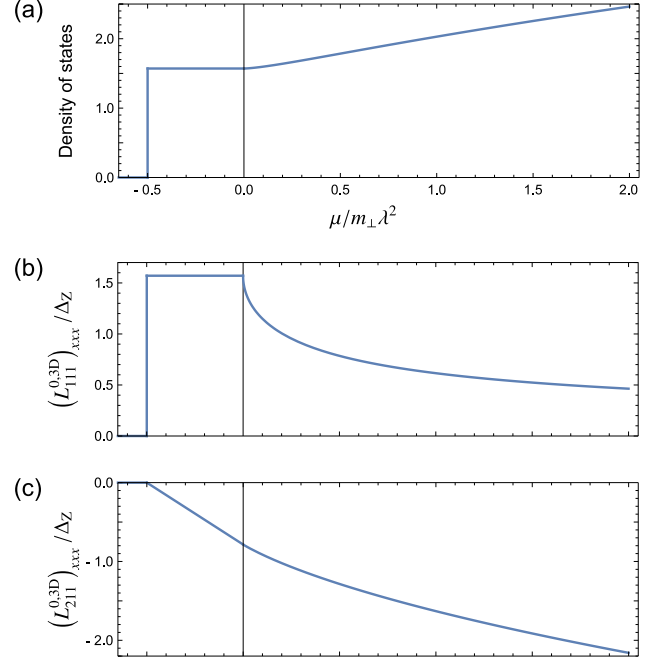 (a)
Density of states
2.0
1.0
0.0
- 0.5 0.0 0.5 1.0 1.5 2.0
μ/m⊥λ²
(b)
(L₁₁₁^{0,3D})ₓₓₓ/Δ_Z
1.5
1.0
0.5
0.0
(c)
(L₂₁₁^{0,3D})ₓₓₓ/Δ_Z
0.0
- 1.0
- 2.0